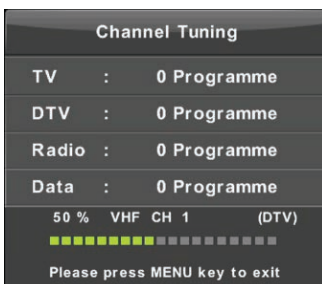 Channel Tuning
TV : 0 Programme
DTV : 0 Programme
Radio : 0 Programme
Data : 0 Programme
50 % VHF CH 1 (DTV)
Please press MENU key to exit